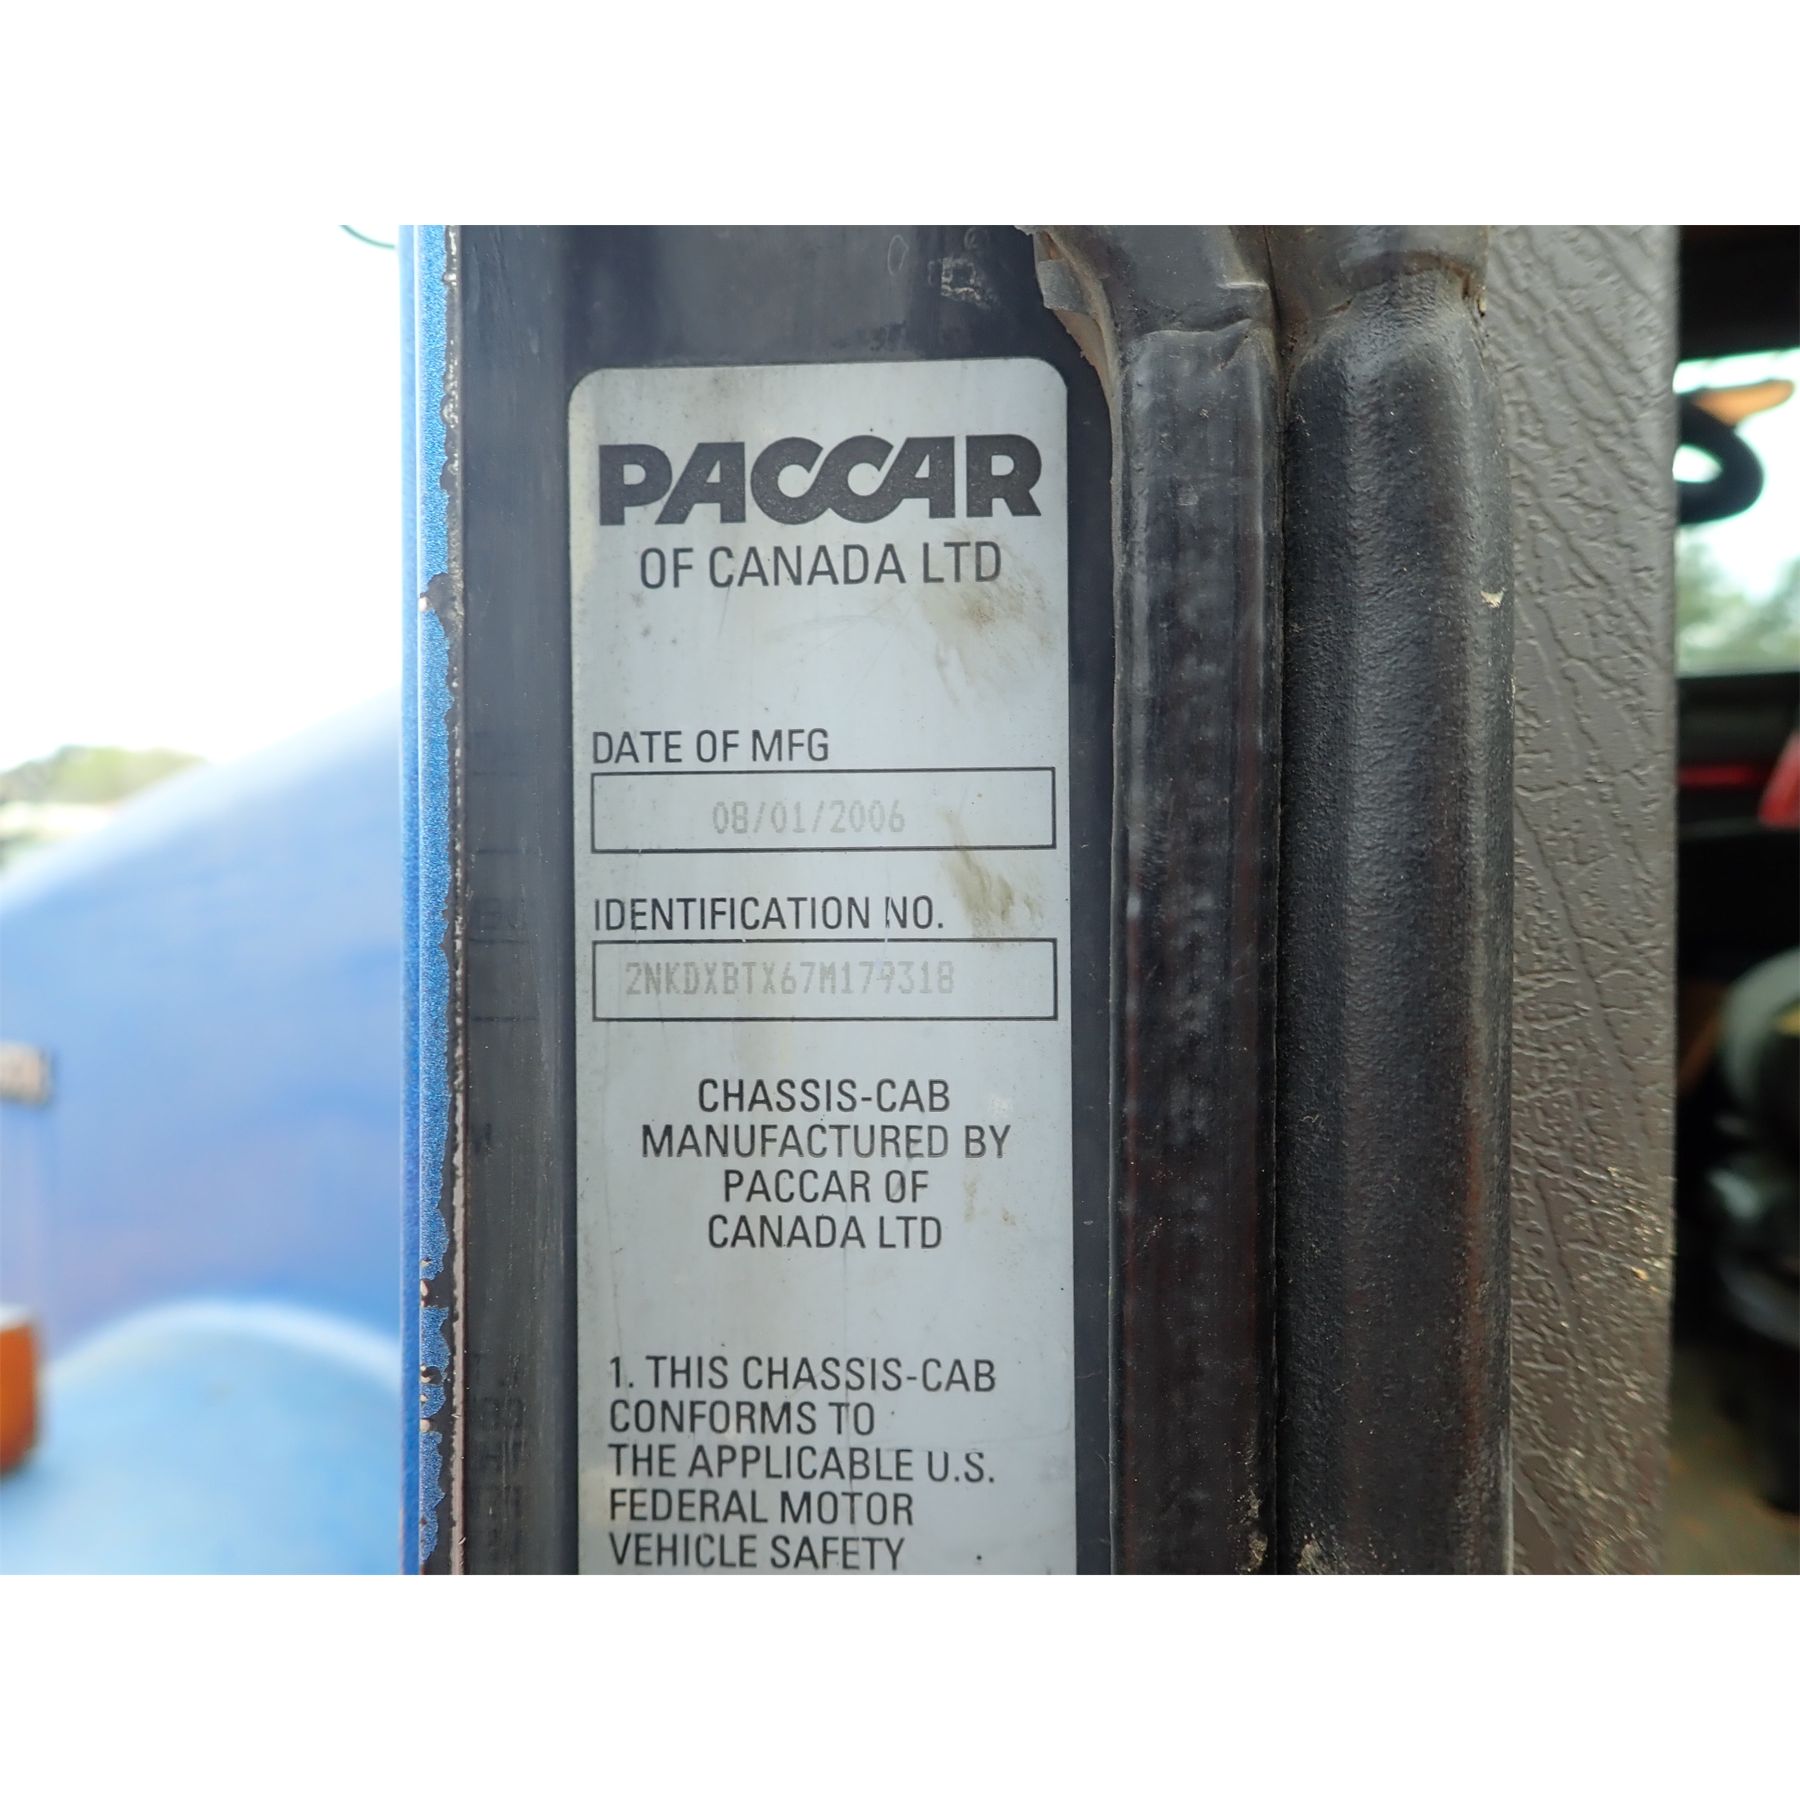 PACCAR
OF CANADA LTD
DATE OF MFG
08/01/2006
IDENTIFICATION NO.
2NKDXBTX67M179318
CHASSIS-CAB
MANUFACTURED BY
PACCAR OF
CANADA LTD
1. THIS CHASSIS-CAB
CONFORMS TO
THE APPLICABLE U.S.
FEDERAL MOTOR
VEHICLE SAFETY